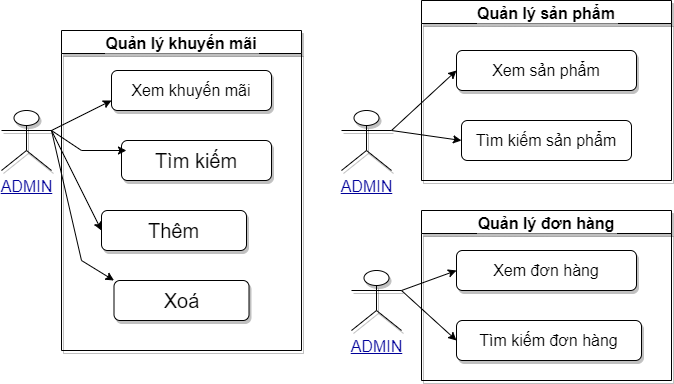 Quản lý khuyến mãi
Xem khuyến mãi
Tìm kiếm
Thêm
Xoá
ADMIN
Quản lý sản phẩm
Xem sản phẩm
Tìm kiếm sản phẩm
ADMIN
Quản lý đơn hàng
Xem đơn hàng
Tìm kiếm đơn hàng
ADMIN